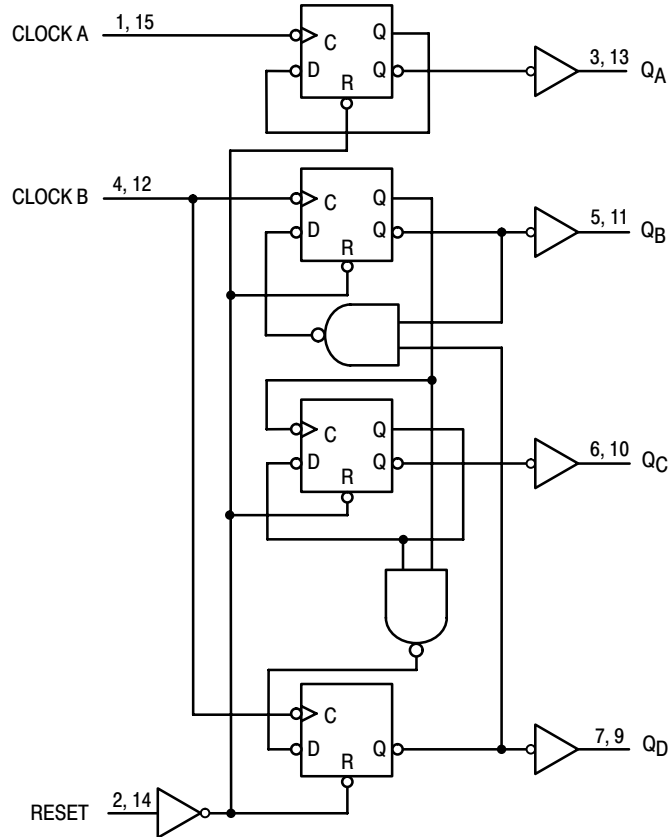 CLOCK A 1, 15
C Q
D Q
R
3, 13 QA
CLOCK B 4, 12
C Q
D Q
R
5, 11 QB
C Q
D Q
R
6, 10 QC
C
D Q
R
7, 9 QD
RESET 2, 14